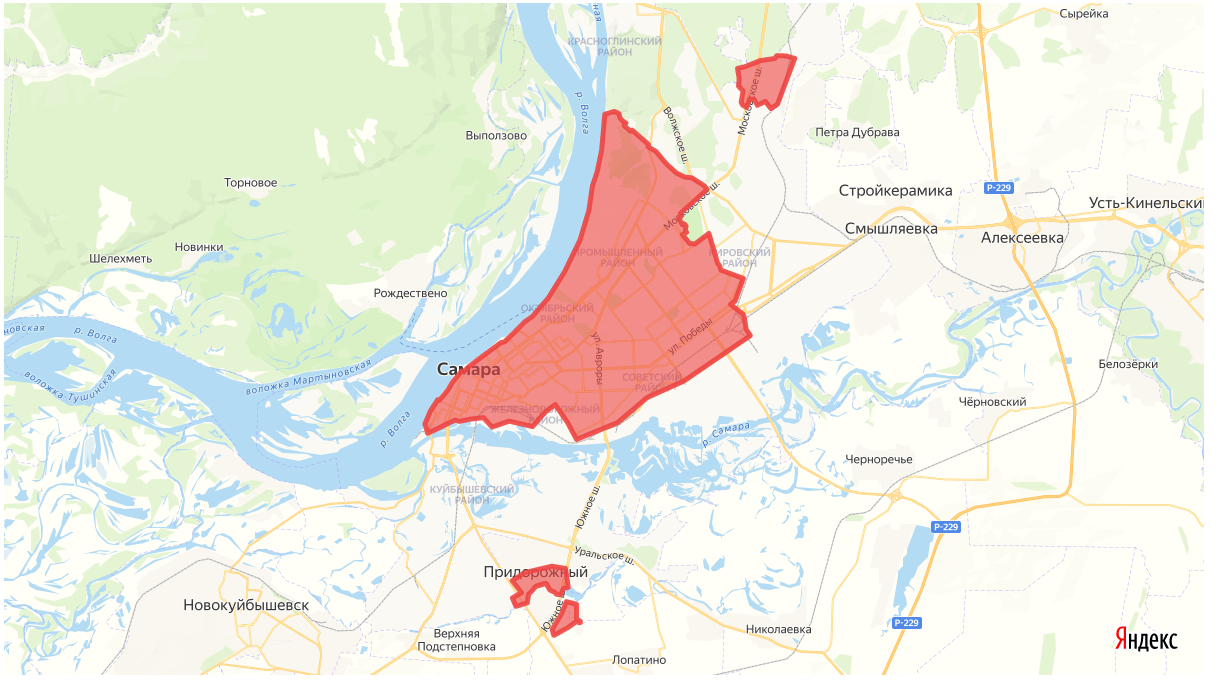 Сырейка
КРАСНОГЛИНСКИЙ
РАЙОН
р. Волга
Московское ш.
Волжское ш.
Выползово
Петра Дубрава
Торновое
Стройкерамика
Р-229
Усть-Кинельский
Смышляевка
Алексеевка
Московское ш.
Новинки
Шелехметь
ПРОМЫШЛЕННЫЙ
РАЙОН
КИРОВСКИЙ
РАЙОН
Рождествено
ОКТЯБРЬСКИЙ
РАЙОН
новская
р. Волга
ул. Победы
ул. Авроры
Самара
воложка Мартыновская
воложка Тушинская
Белозёрки
СОВЕТСКИЙ
РАЙОН
Чёрновский
ЖЕЛЕЗНОДОРОЖНЫЙ
РАЙОН
р. Волга
р. Самара
Черноречье
КУЙБЫШЕВСКИЙ
РАЙОН
Южное ш.
Р-229
Уральское ш.
Придорожный
Новокуйбышевск
Южное
Р-229
Николаевка
Верхняя
Подстепновка
Лопатино
Яндекс